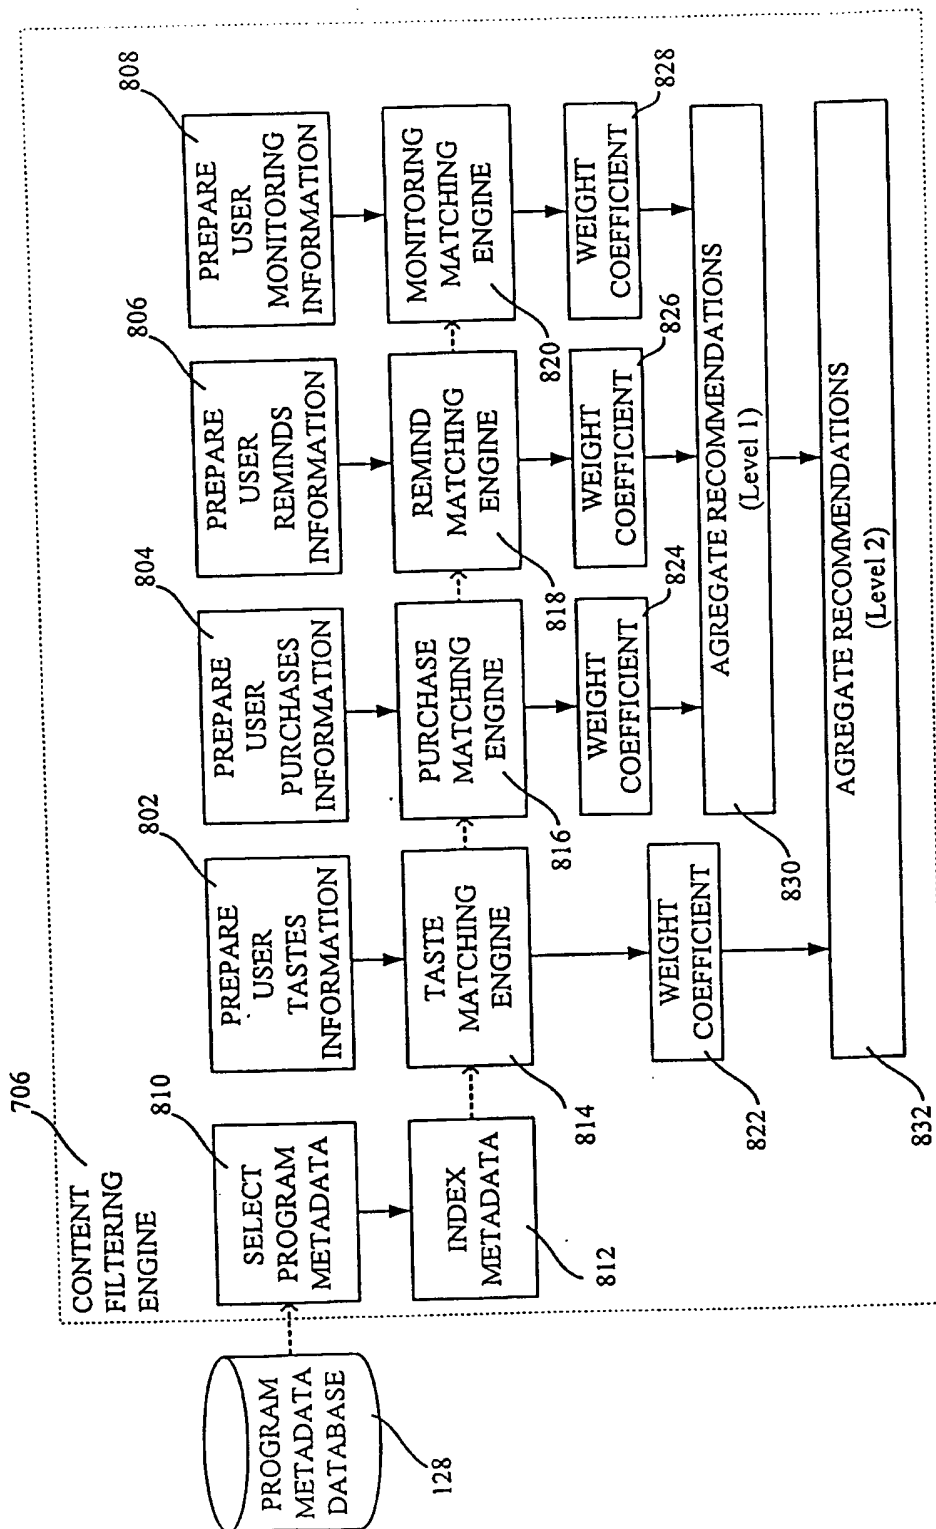 706
CONTENT
FILTERING
ENGINE
PROGRAM
METADATA
DATABASE
128
810
SELECT
PROGRAM
METADATA
INDEX
METADATA
812
802
PREPARE
USER
TASTES
INFORMATION
TASTE
MATCHING
ENGINE
814
WEIGHT
COEFFICIENT
822
804
PREPARE
USER
PURCHASES
INFORMATION
PURCHASE
MATCHING
ENGINE
816
WEIGHT
COEFFICIENT
824
806
PREPARE
USER
REMINDS
INFORMATION
REMIND
MATCHING
ENGINE
818
WEIGHT
COEFFICIENT
826
808
PREPARE
USER
MONITORING
INFORMATION
MONITORING
MATCHING
ENGINE
820
WEIGHT
COEFFICIENT
828
AGREGATE RECOMMENDATIONS
(Level 1)
830
AGREGATE RECOMMENDATIONS
(Level 2)
832